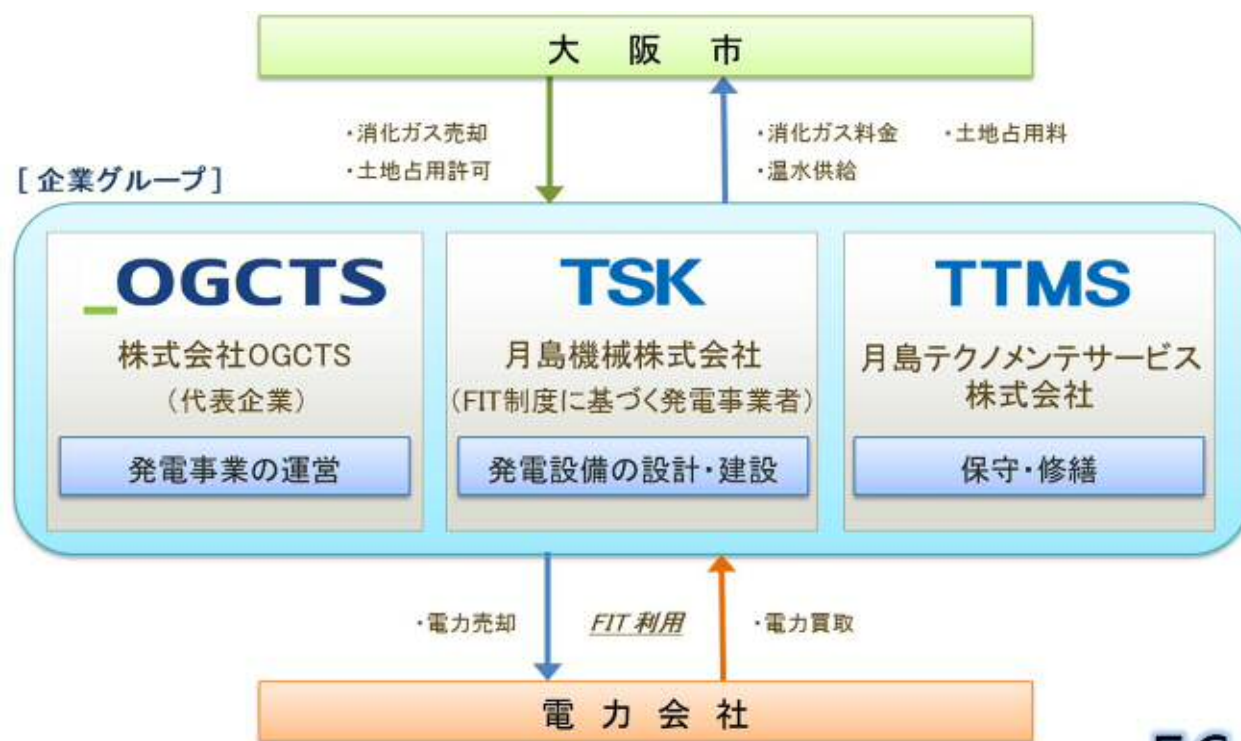 大阪市
・消化ガス売却
・土地占用許可
・消化ガス料金 ・土地占用料
・温水供給
[企業グループ]
_OGCTS
株式会社OGCTS
（代表企業）
発電事業の運営
TSK
月島機械株式会社
（FIT制度に基づく発電事業者）
発電設備の設計・建設
TTMS
月島テクノメンテサービス
株式会社
保守・修繕
・電力売却
FIT 利用
・電力買取
電力会社